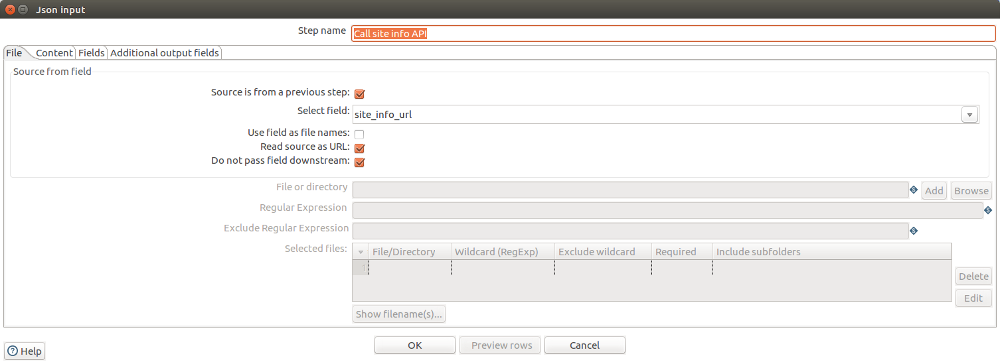 Json input
Step name Call site info API
File Content Fields Additional output fields
Source from field
Source is from a previous step:
Select field: site_info_url
Use field as file names:
Read source as URL:
Do not pass field downstream:
File or directory Add Browse
Regular Expression
Exclude Regular Expression
Selected files: File/Directory Wildcard (RegExp) Exclude wildcard Required Include subfolders
1
Delete
Edit
Show filename(s)...
OK Preview rows Cancel
Help